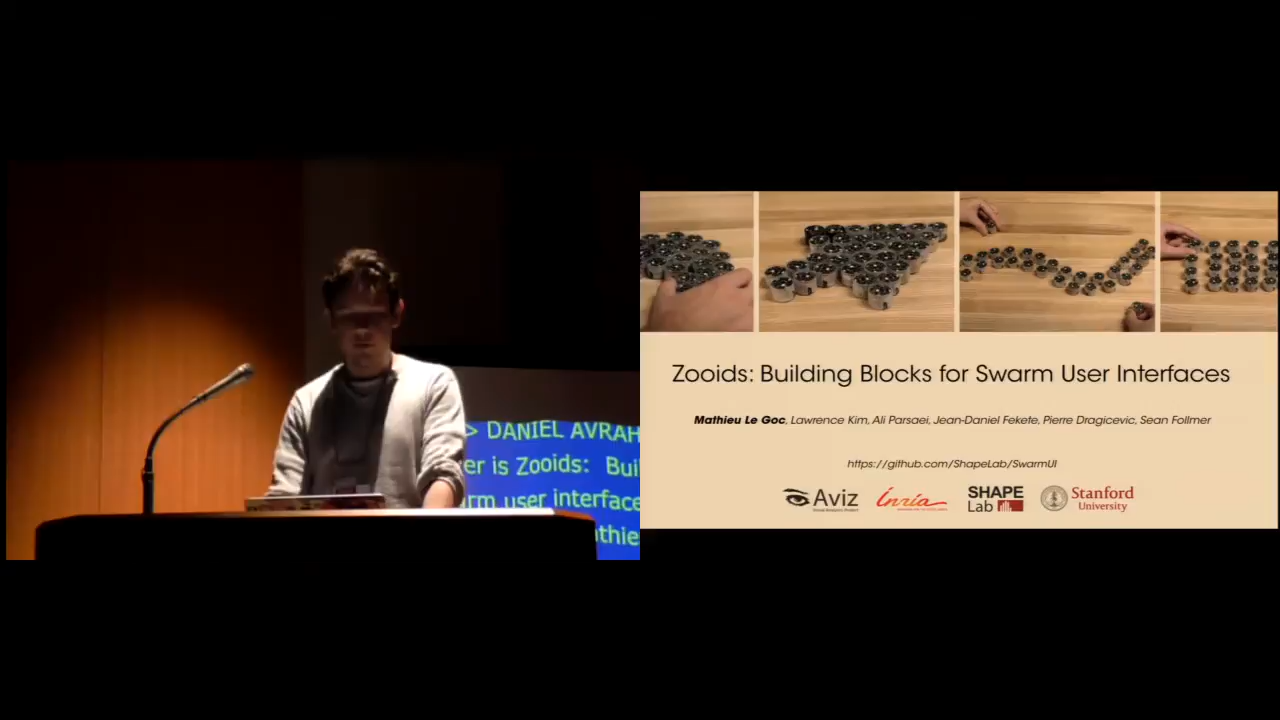 > DANIEL AVRAH
er is Zooids: Bui
rm user interface
thie
Zooids: Building Blocks for Swarm User Interfaces
Mathieu Le Goc, Lawrence Kim, Ali Parsaei, Jean-Daniel Fekete, Pierre Dragicevic, Sean Follmer
https://github.com/ShapeLab/SwarmUI
Aviz
Inria
SHAPE
Lab
Stanford
University